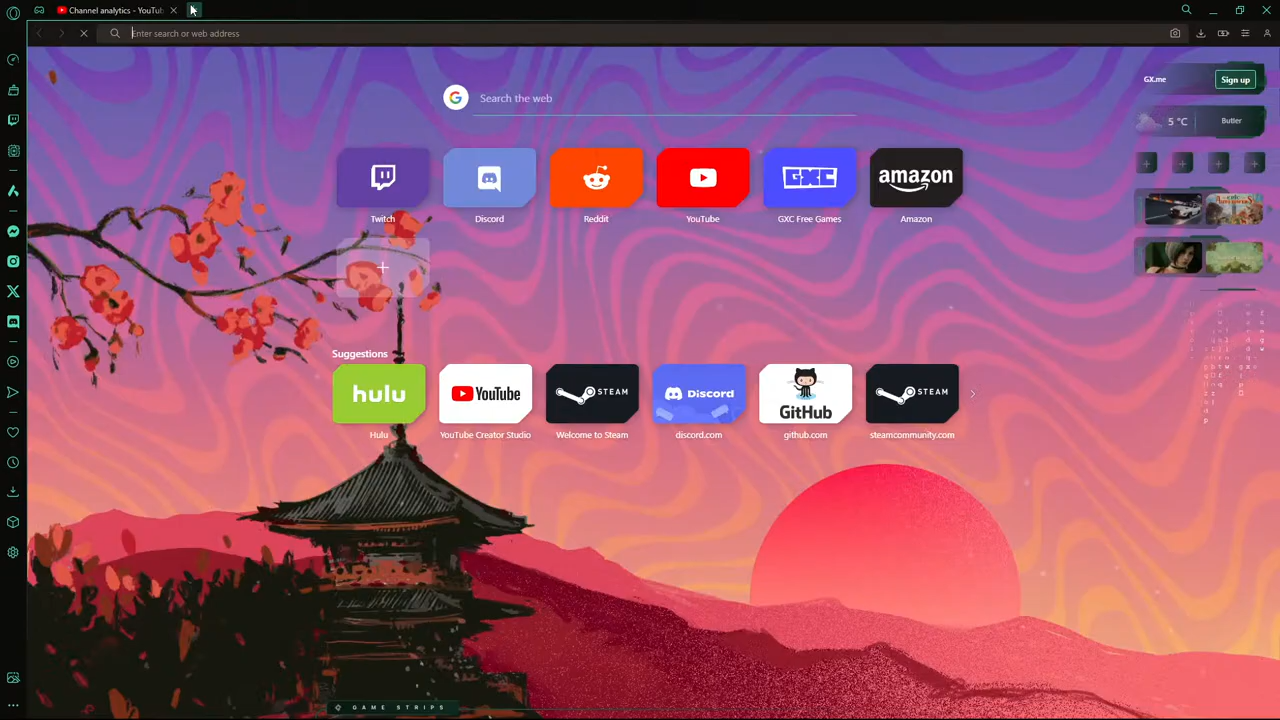 Channel analytics - YouTub
Enter search or web address
GX.me
Sign up
Search the web
5 °C
Butler
GXC
amazon
Twitch
Discord
Reddit
YouTube
GXC Free Games
Amazon
Suggestions
hulu
YouTube
STEAM
Discord
GitHub
STEAM
Hulu
YouTube Creator Studio
Welcome to Steam
discord.com
github.com
steamcommunity.com
GAME STRIPS